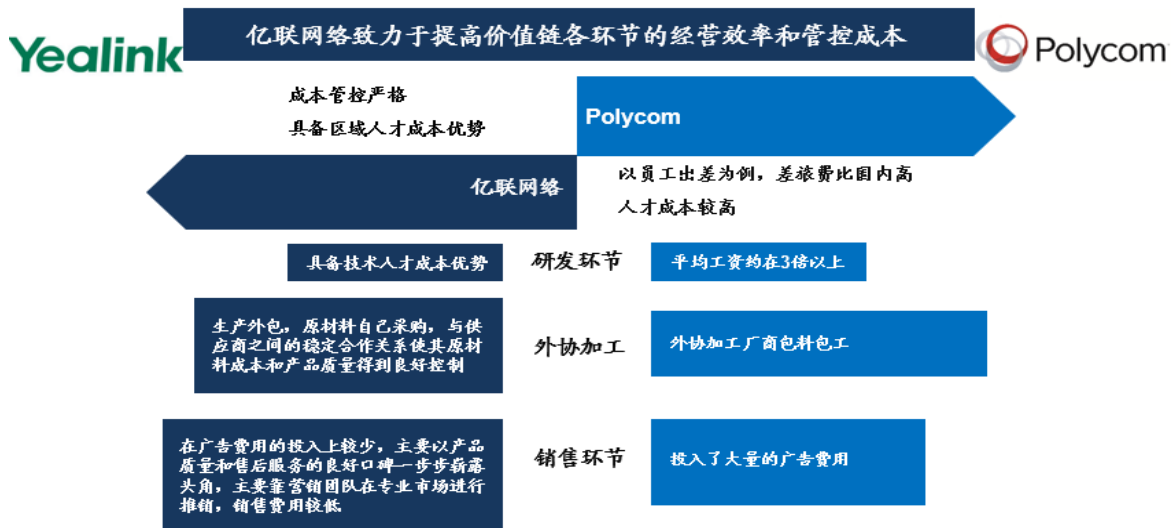 亿联网络致力于提高价值链各环节的经营效率和管控成本
Yealink
Polycom
成本管控严格
具备区域人才成本优势
Polycom
亿联网络
以员工出差为例，差旅费比国内高
人才成本较高
具备技术人才成本优势
研发环节
平均工资约在3倍以上
生产外包，原材料自己采购，与供
应商之间的稳定合作关系使其原材
料成本和产品质量得到良好控制
外协加工
外协加工厂商包料包工
在广告费用的投入上较少，主要以产品
质量和售后服务的良好口碑一步步崭露
头角，主要靠营销团队在专业市场进行
推销，销售费用较低
销售环节
投入了大量的广告费用